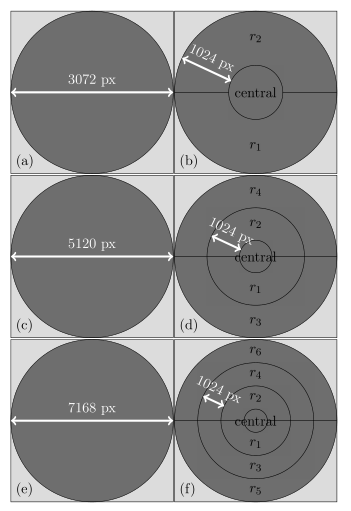 3072 px
(a)
r₂
1024 px
central
r₁
(b)
5120 px
(c)
r₄
r₂
1024 px
central
r₁
r₃
(d)
7168 px
(e)
r₆
r₄
1024 px
r₂
central
r₁
r₃
r₅
(f)